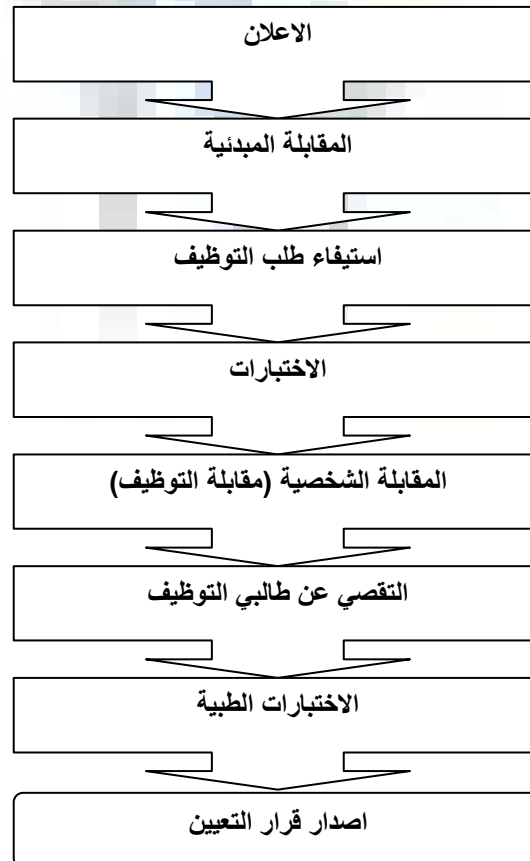 الاعلان
المقابلة المبدئية
استيفاء طلب التوظيف
الاختبارات
المقابلة الشخصية (مقابلة التوظيف)
التقصي عن طالبي التوظيف
الاختبارات الطبية
اصدار قرار التعيين